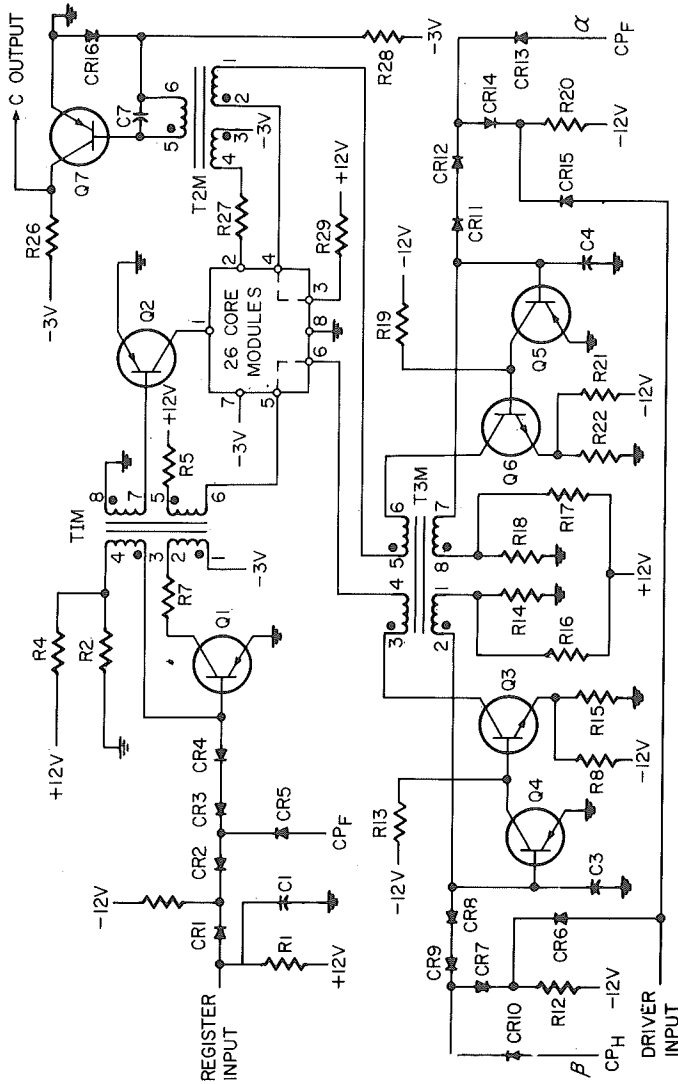 C OUTPUT
CR16
Q7
R26
-3V
C7
5
6
R28
-3V
T2M
4
3
2
1
-3V
R27
Q2
1
2
26 CORE
MODULES
7
-3V
5
4
6
8
3
R29
+12V
T1M
8
7
4
5
6
3
2
1
+12V
R5
R4
+12V
R2
R7
-3V
Q1
CR4
CR3
CR2
CR5
CPF
-12V
CR1
C1
R1
+12V
REGISTER
INPUT
T3M
3
4
5
6
2
1
8
7
R14
R18
R16
R17
+12V
Q3
R15
R8
-12V
R13
-12V
Q4
C3
CR8
CR9
CR7
CR6
R12
-12V
CR10
β
CPH
DRIVER
INPUT
Q6
R22
R21
-12V
R19
-12V
Q5
C4
CR11
CR12
CR14
CR13
α
CPF
R20
-12V
CR15